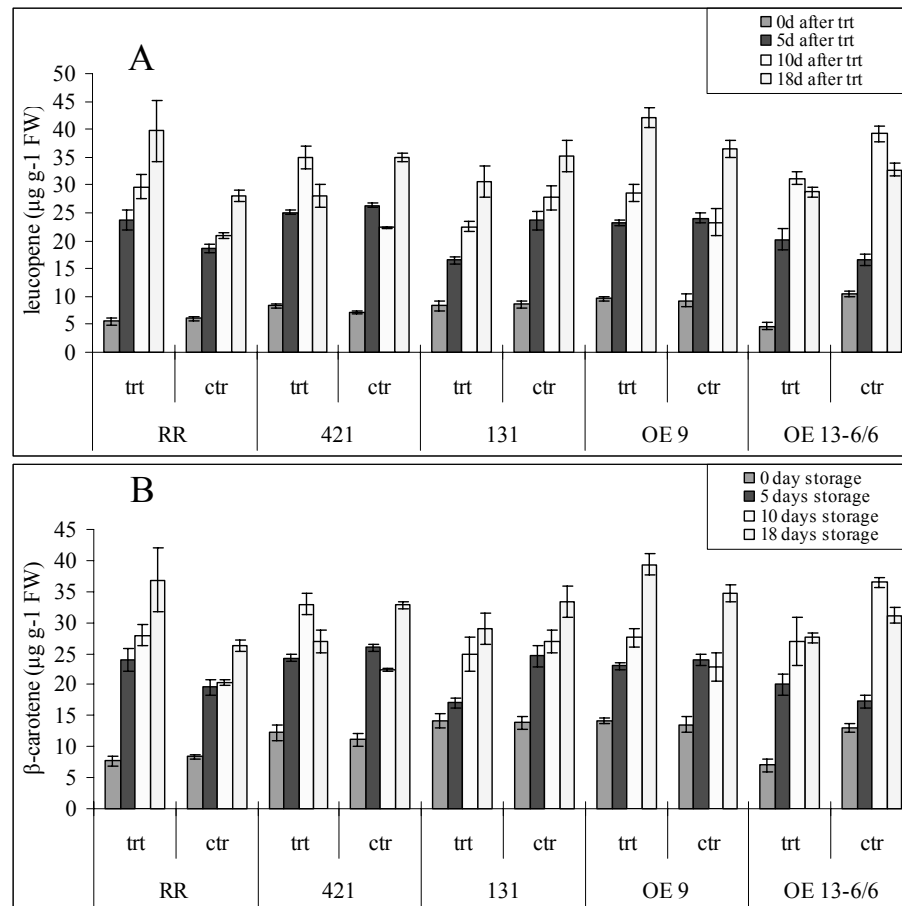 A
0d after trt
5d after trt
10d after trt
18d after trt
leucopene (µg g-1 FW)
50
45
40
35
30
25
20
15
10
5
0
trt ctr trt ctr trt ctr trt ctr trt ctr
RR 421 131 OE 9 OE 13-6/6
B
0 day storage
5 days storage
10 days storage
18 days storage
β-carotene (µg g-1 FW)
45
40
35
30
25
20
15
10
5
0
trt ctr trt ctr trt ctr trt ctr trt ctr
RR 421 131 OE 9 OE 13-6/6